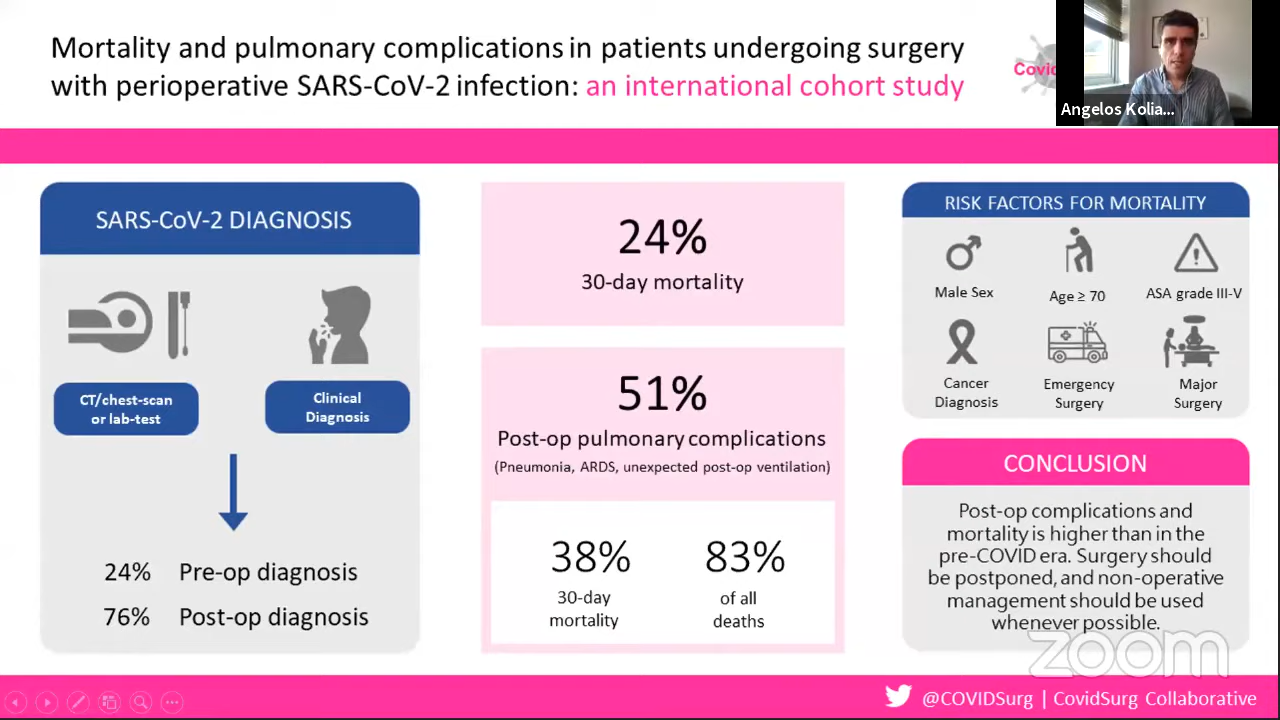 Mortality and pulmonary complications in patients undergoing surgery
with perioperative SARS-CoV-2 infection: an international cohort study
Covid
Angelos Kolia...
SARS-CoV-2 DIAGNOSIS
CT/chest-scan
or lab-test
Clinical
Diagnosis
24% Pre-op diagnosis
76% Post-op diagnosis
24%
30-day mortality
51%
Post-op pulmonary complications
(Pneumonia, ARDS, unexpected post-op ventilation)
38%
30-day
mortality
83%
of all
deaths
RISK FACTORS FOR MORTALITY
Male Sex
Age ≥ 70
ASA grade III-V
Cancer
Diagnosis
Emergency
Surgery
Major
Surgery
CONCLUSION
Post-op complications and
mortality is higher than in the
pre-COVID era. Surgery should
be postponed, and non-operative
management should be used
whenever possible.
zoom
@COVIDSurg | CovidSurg Collaborative